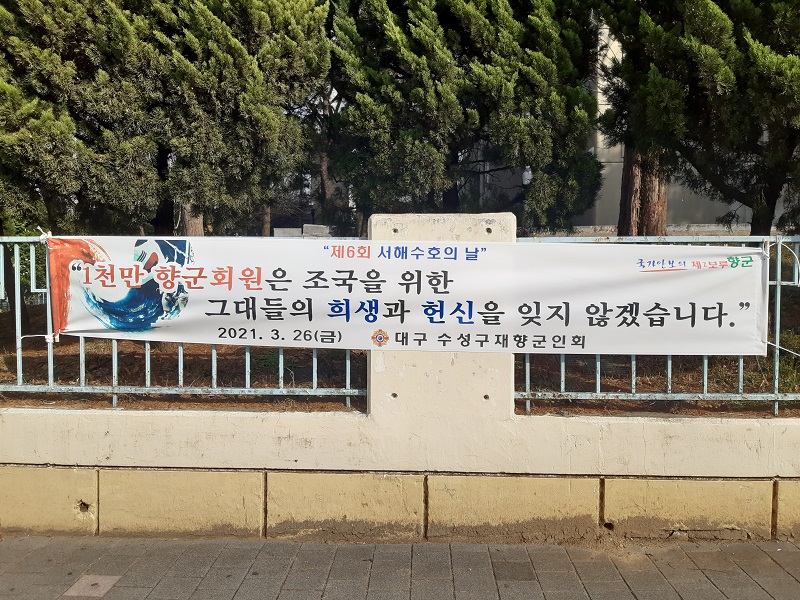 “제6회 서해수호의 날”
국가안보의 제2보루 향군
“1천만 향군회원은 조국을 위한
그대들의 희생과 헌신을 잊지 않겠습니다.”
2021. 3. 26(금) 대구 수성구재향군인회